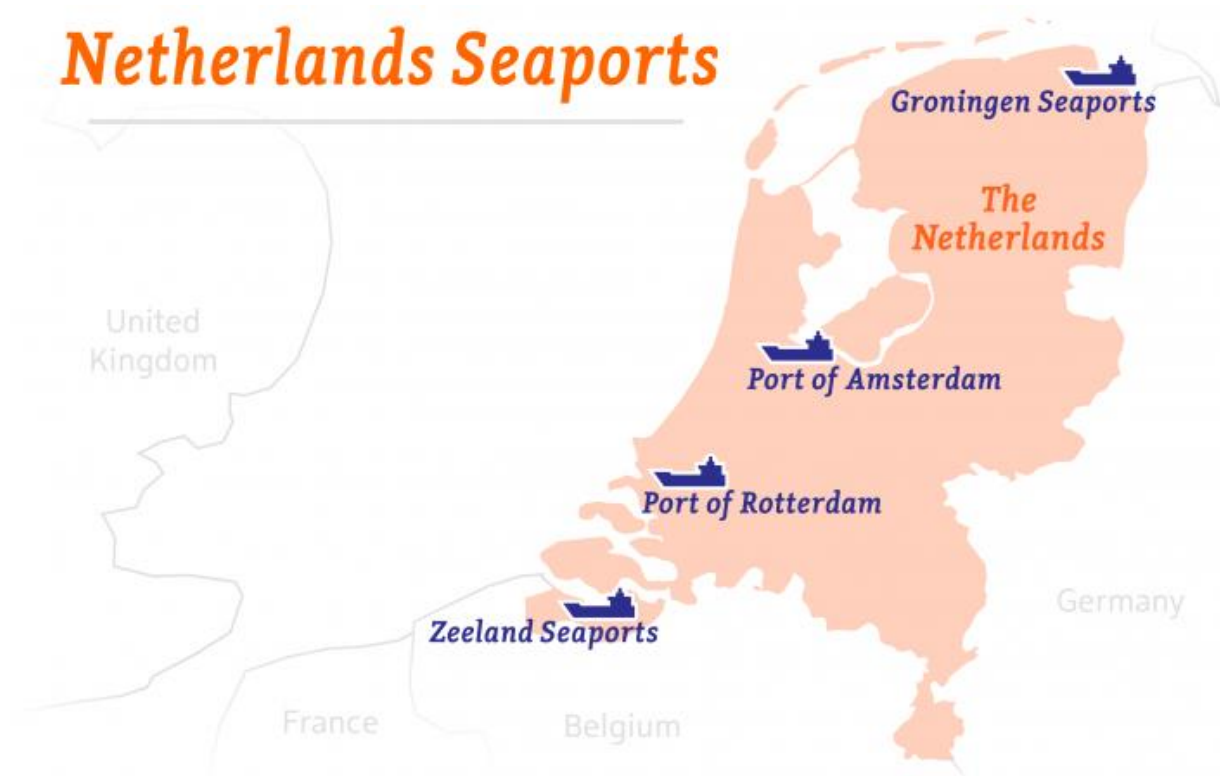 Netherlands Seaports
Groningen Seaports
The
Netherlands
United
Kingdom
Port of Amsterdam
Port of Rotterdam
Germany
Zeeland Seaports
France
Belgium